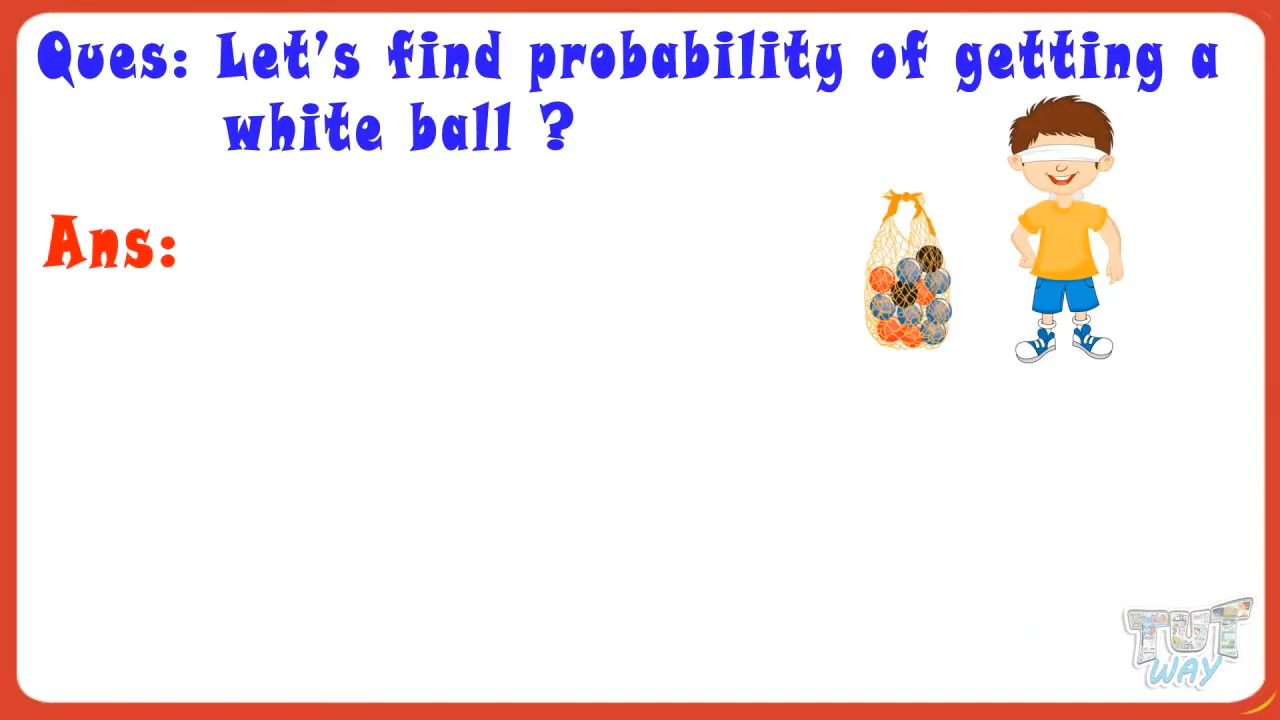 Ques: Let's find probability of getting a
white ball ?
Ans:
TUT
WAY